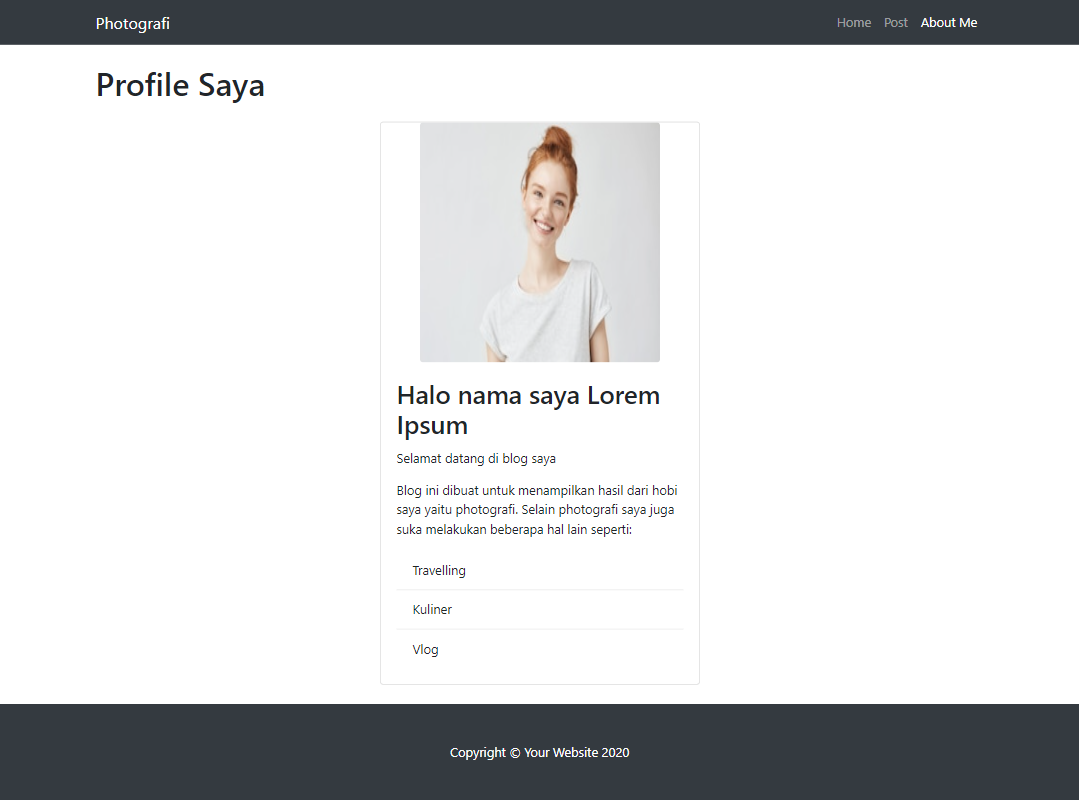 Photografi
Home Post About Me
Profile Saya
Halo nama saya Lorem
Ipsum
Selamat datang di blog saya
Blog ini dibuat untuk menampilkan hasil dari hobi
saya yaitu photografi. Selain photografi saya juga
suka melakukan beberapa hal lain seperti:
Travelling
Kuliner
Vlog
Copyright © Your Website 2020